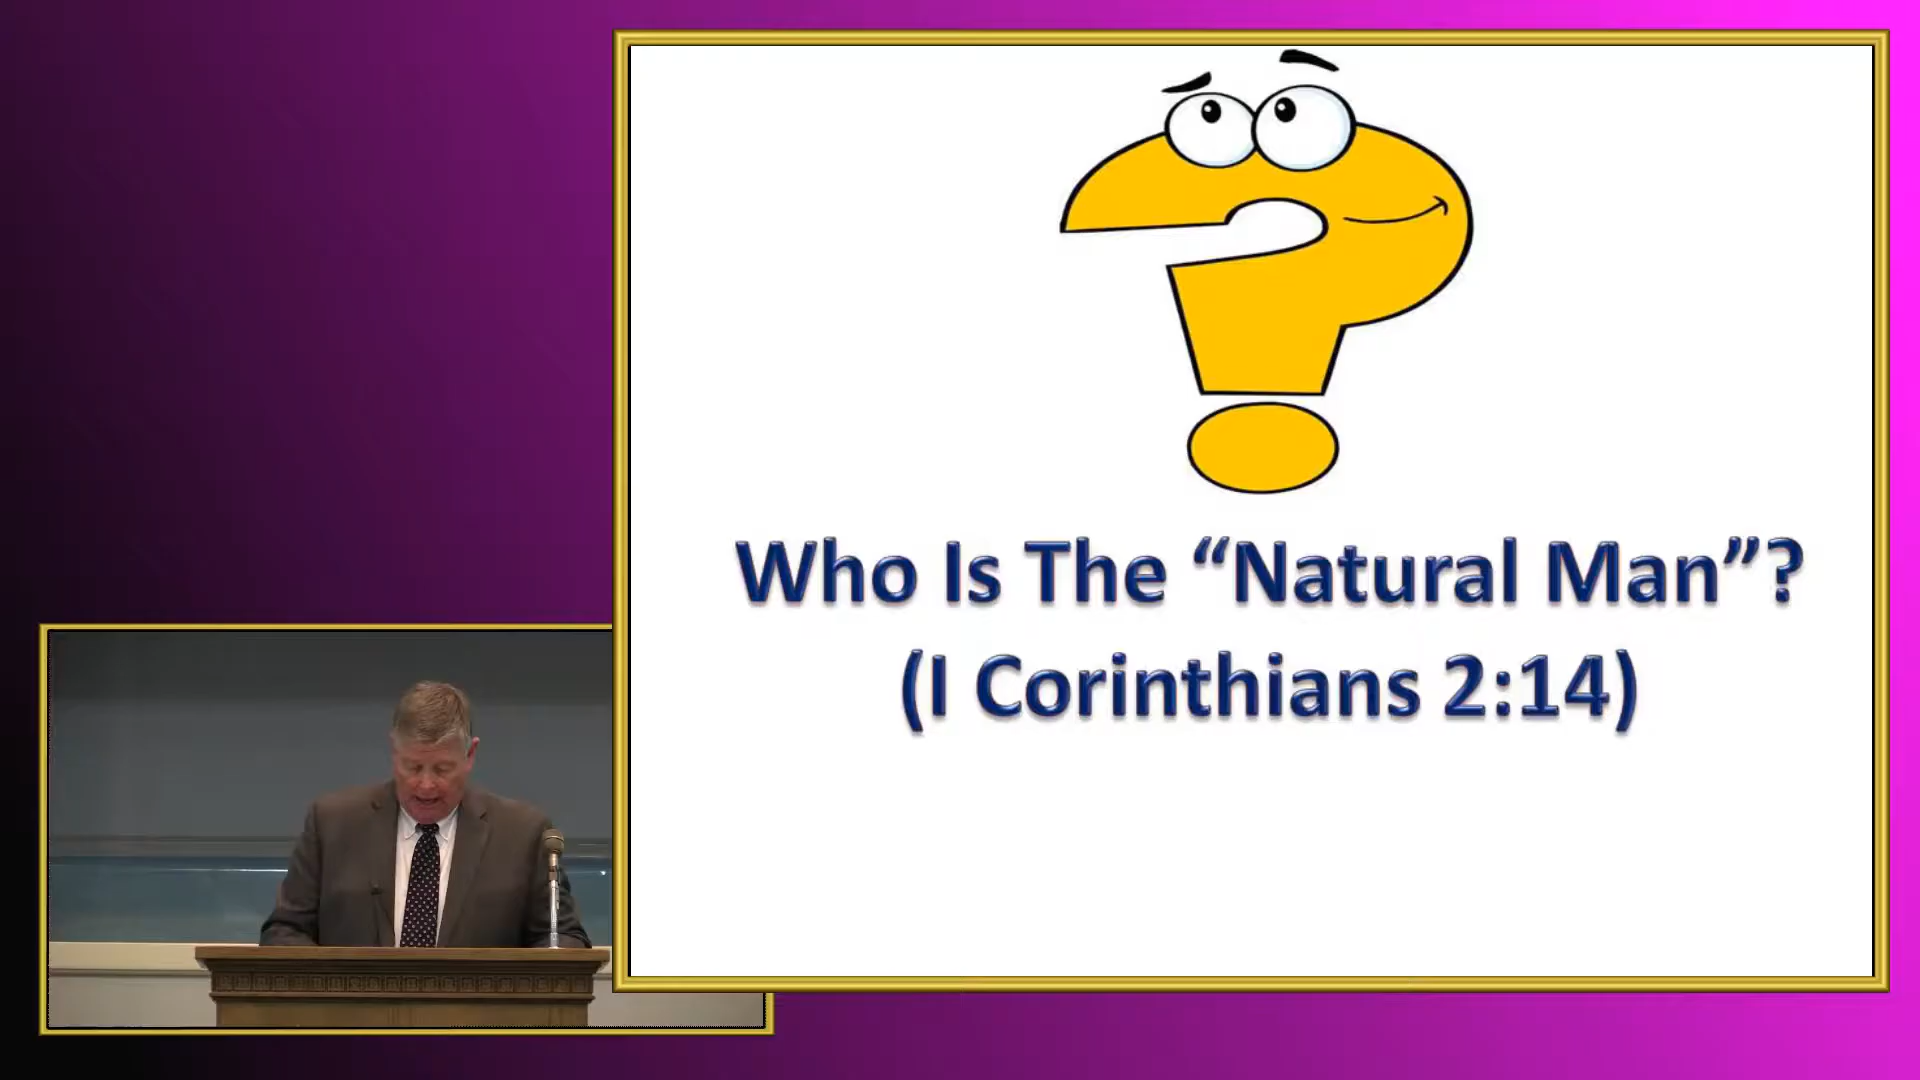 Who Is The “Natural Man”?
(I Corinthians 2:14)